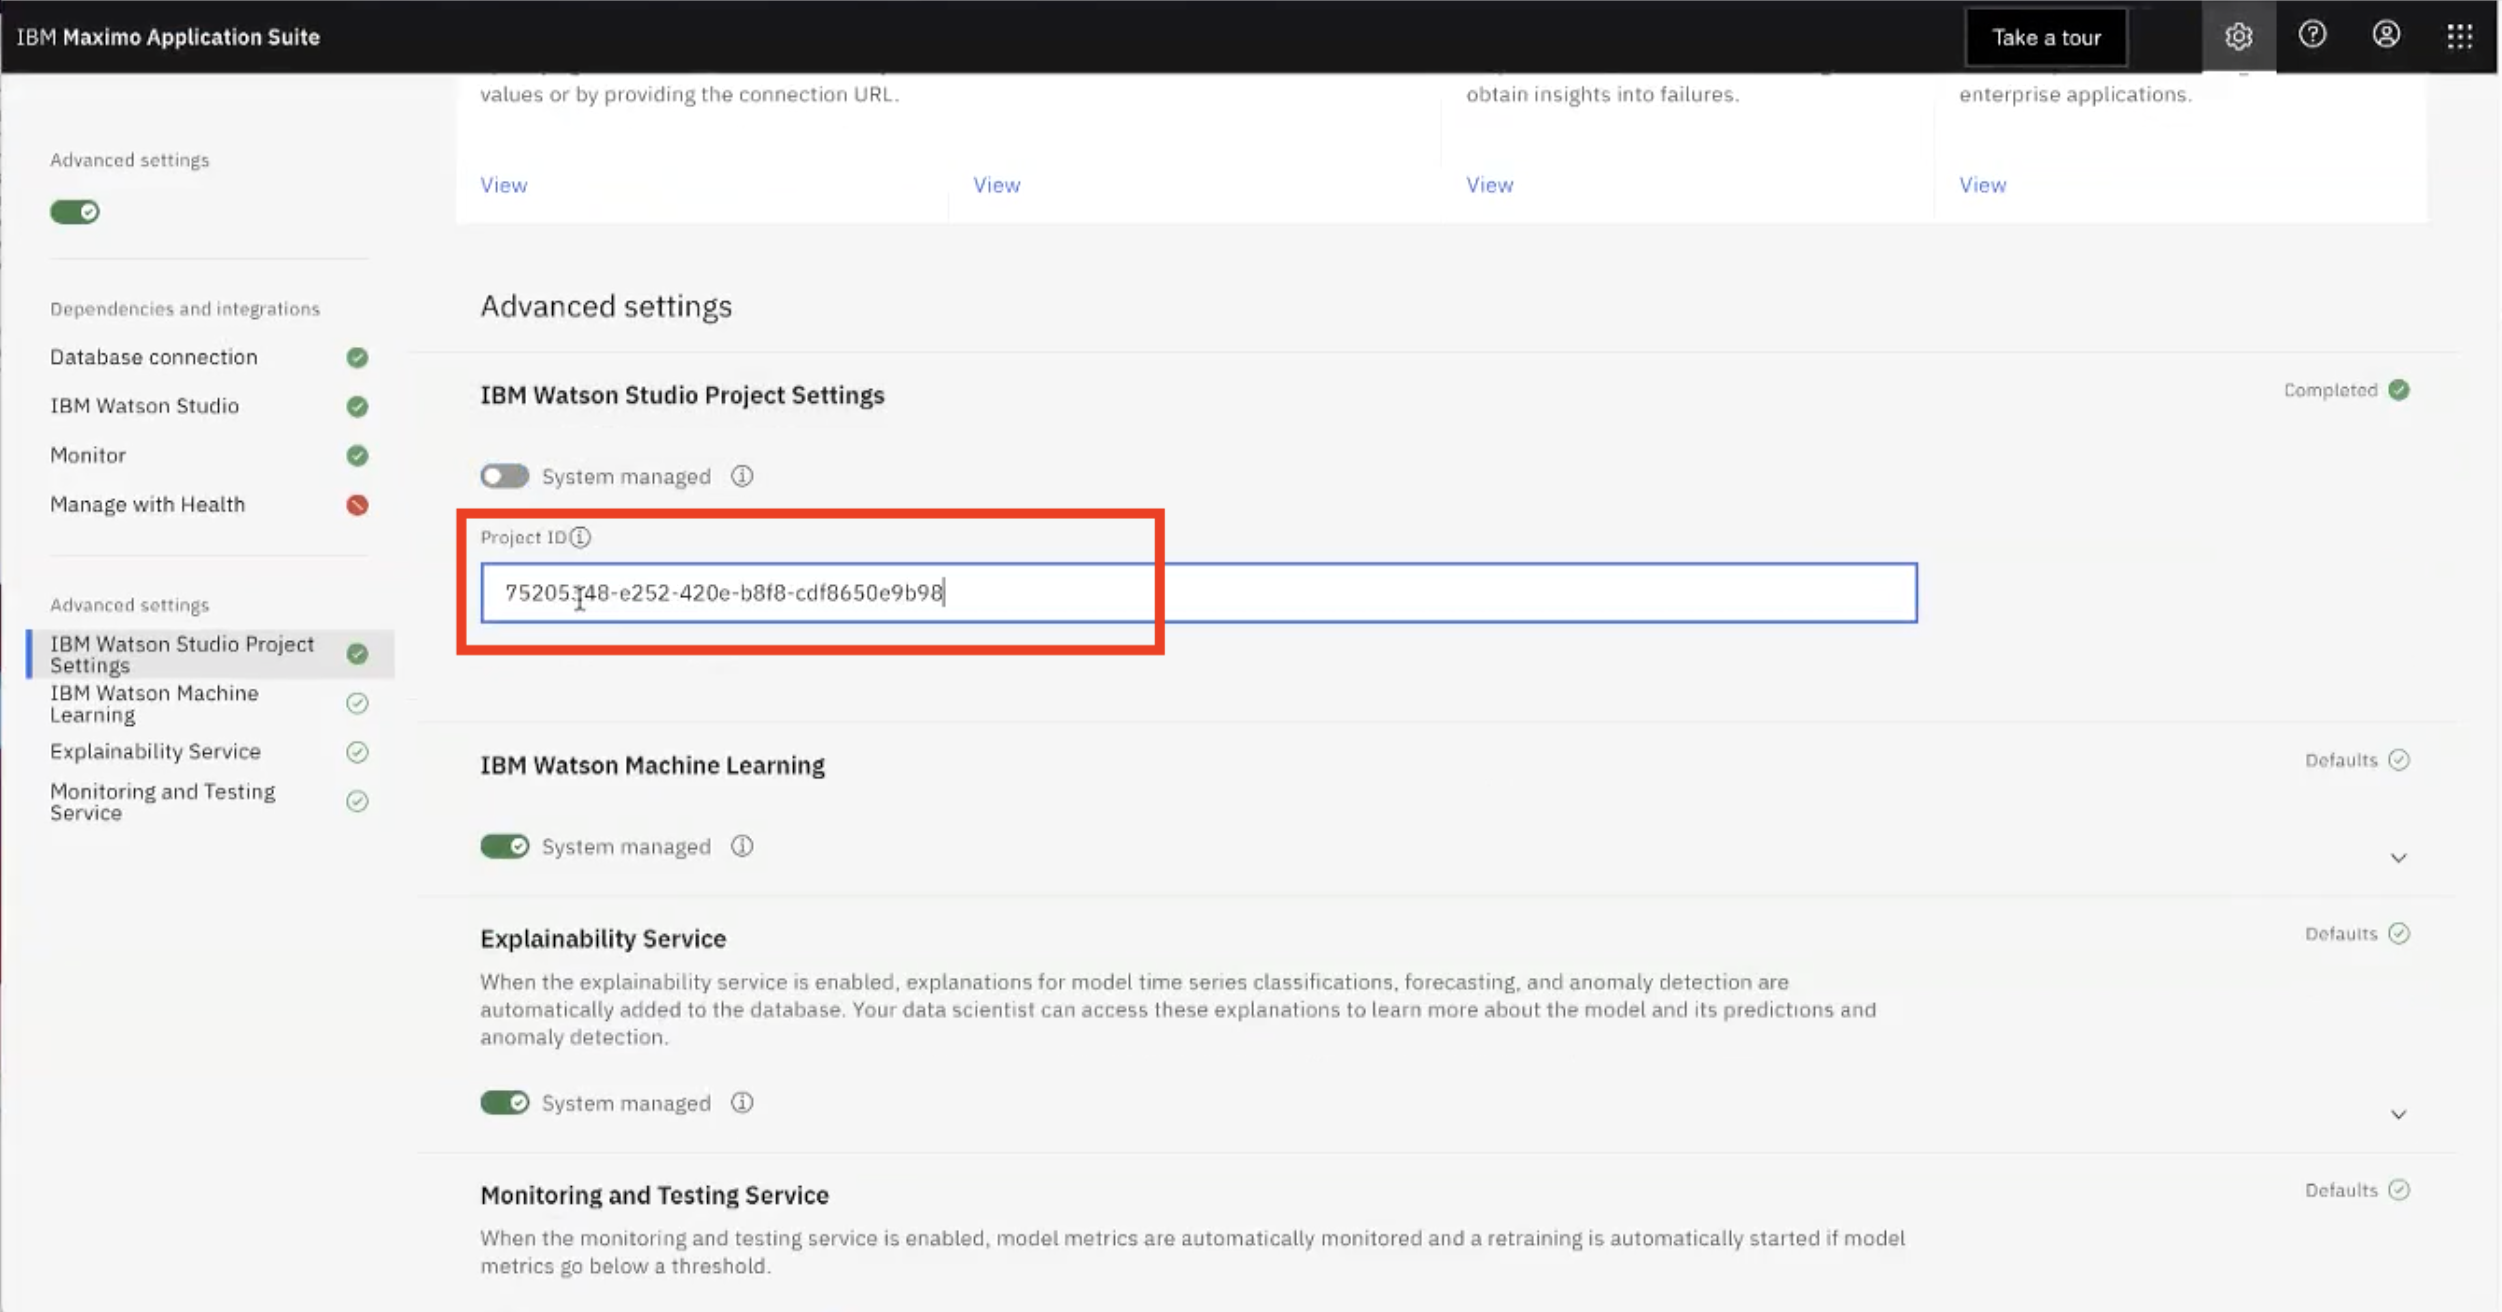 IBM Maximo Application Suite
Take a tour
values or by providing the connection URL.
obtain insights into failures.
enterprise applications.
View
View
View
View
Advanced settings
Dependencies and integrations
Database connection
IBM Watson Studio
Monitor
Manage with Health
Advanced settings
IBM Watson Studio Project
Settings
IBM Watson Machine
Learning
Explainability Service
Monitoring and Testing
Service
Advanced settings
IBM Watson Studio Project Settings
Completed
System managed
Project ID
IBM Watson Machine Learning
Defaults
System managed
Explainability Service
Defaults
When the explainability service is enabled, explanations for model time series classifications, forecasting, and anomaly detection are
automatically added to the database. Your data scientist can access these explanations to learn more about the model and its predictions and
anomaly detection.
System managed
Monitoring and Testing Service
Defaults
When the monitoring and testing service is enabled, model metrics are automatically monitored and a retraining is automatically started if model
metrics go below a threshold.